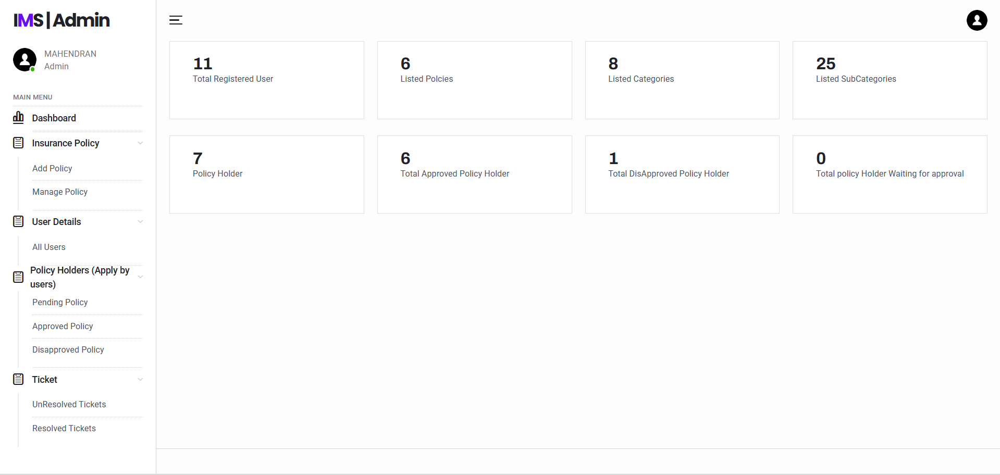 IMS|Admin
MAHENDRAN
Admin
MAIN MENU
Dashboard
Insurance Policy
Add Policy
Manage Policy
User Details
All Users
Policy Holders (Apply by
users)
Pending Policy
Approved Policy
Disapproved Policy
Ticket
UnResolved Tickets
Resolved Tickets
11
Total Registered User
6
Listed Polcies
8
Listed Categories
25
Listed SubCategories
7
Policy Holder
6
Total Approved Policy Holder
1
Total DisApproved Policy Holder
0
Total policy Holder Waiting for approval